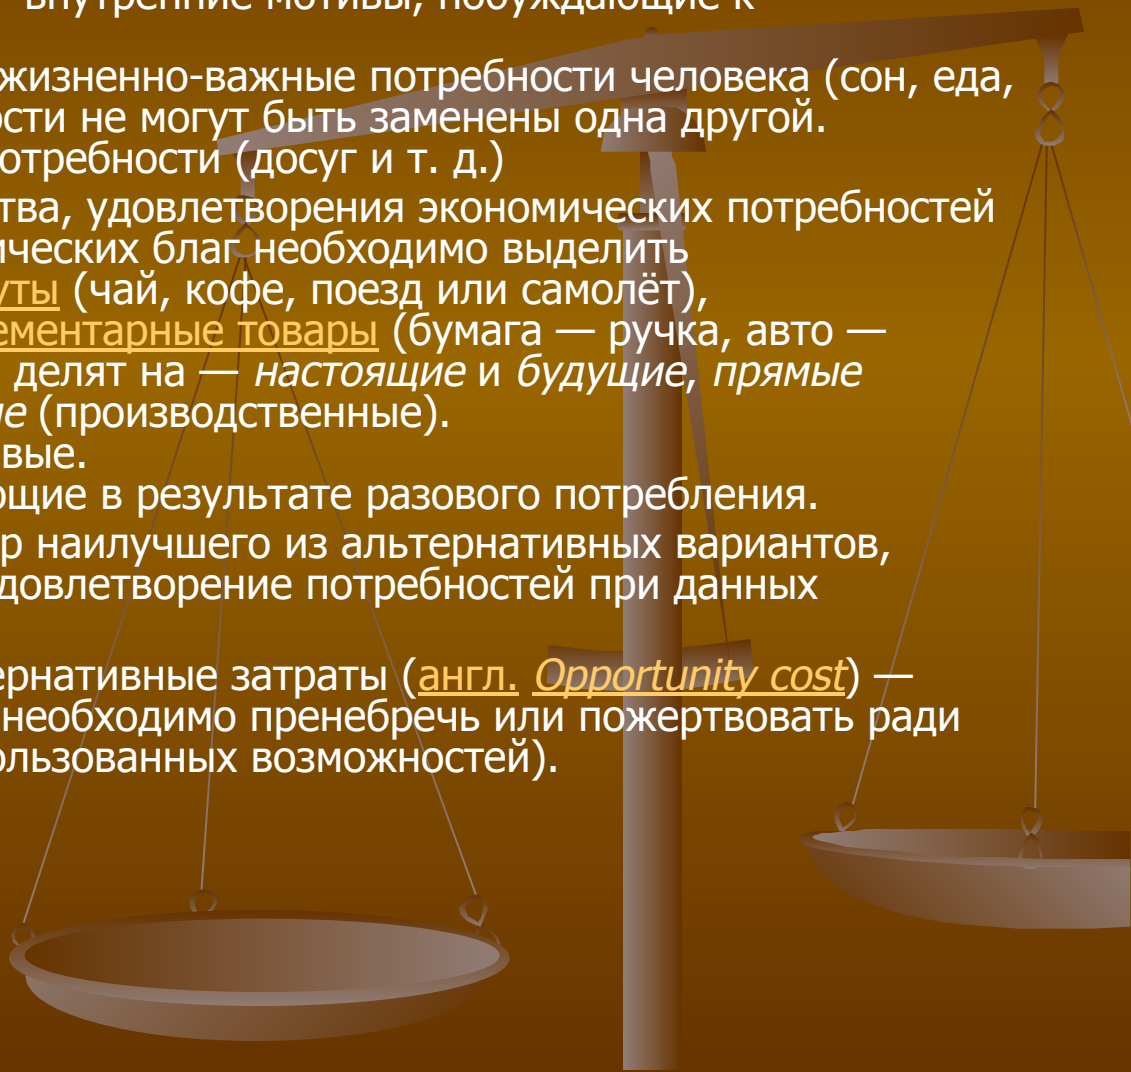 внутренние мотивы, побуждающие к
жизненно-важные потребности человека (сон, еда,
ости не могут быть заменены одна другой.
отребности (досуг и т. д.)
тва, удовлетворения экономических потребностей
ических благ необходимо выделить
уты (чай, кофе, поезд или самолёт),
ементарные товары (бумага — ручка, авто —
делят на — настоящие и будущие, прямые
ые (производственные).
вые.
ющие в результате разового потребления.
р наилучшего из альтернативных вариантов,
довлетворение потребностей при данных
ернативные затраты (англ. Opportunity cost) —
необходимо пренебречь или пожертвовать ради
ользованных возможностей).